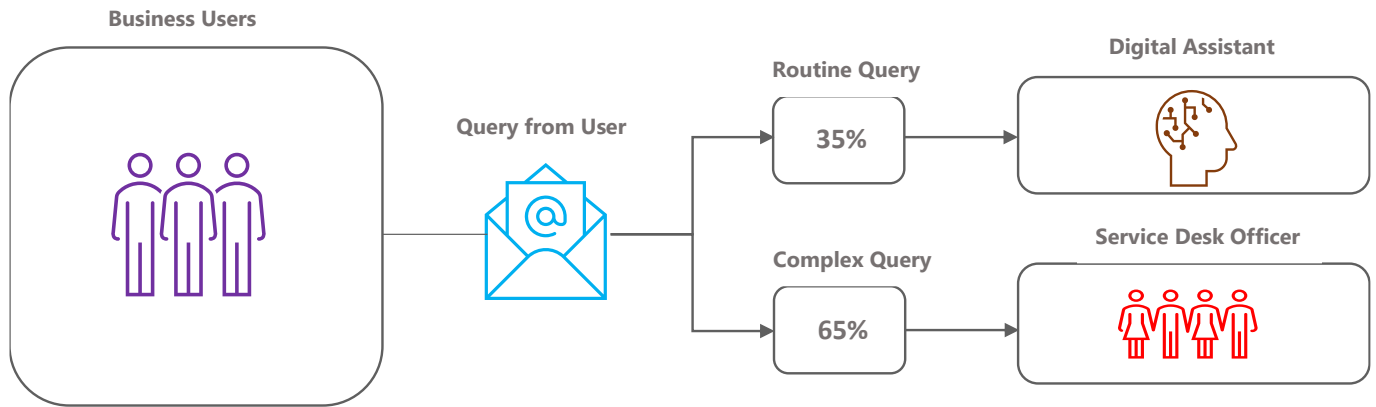 Business Users
Query from User
@
Routine Query
35%
Digital Assistant
Complex Query
65%
Service Desk Officer